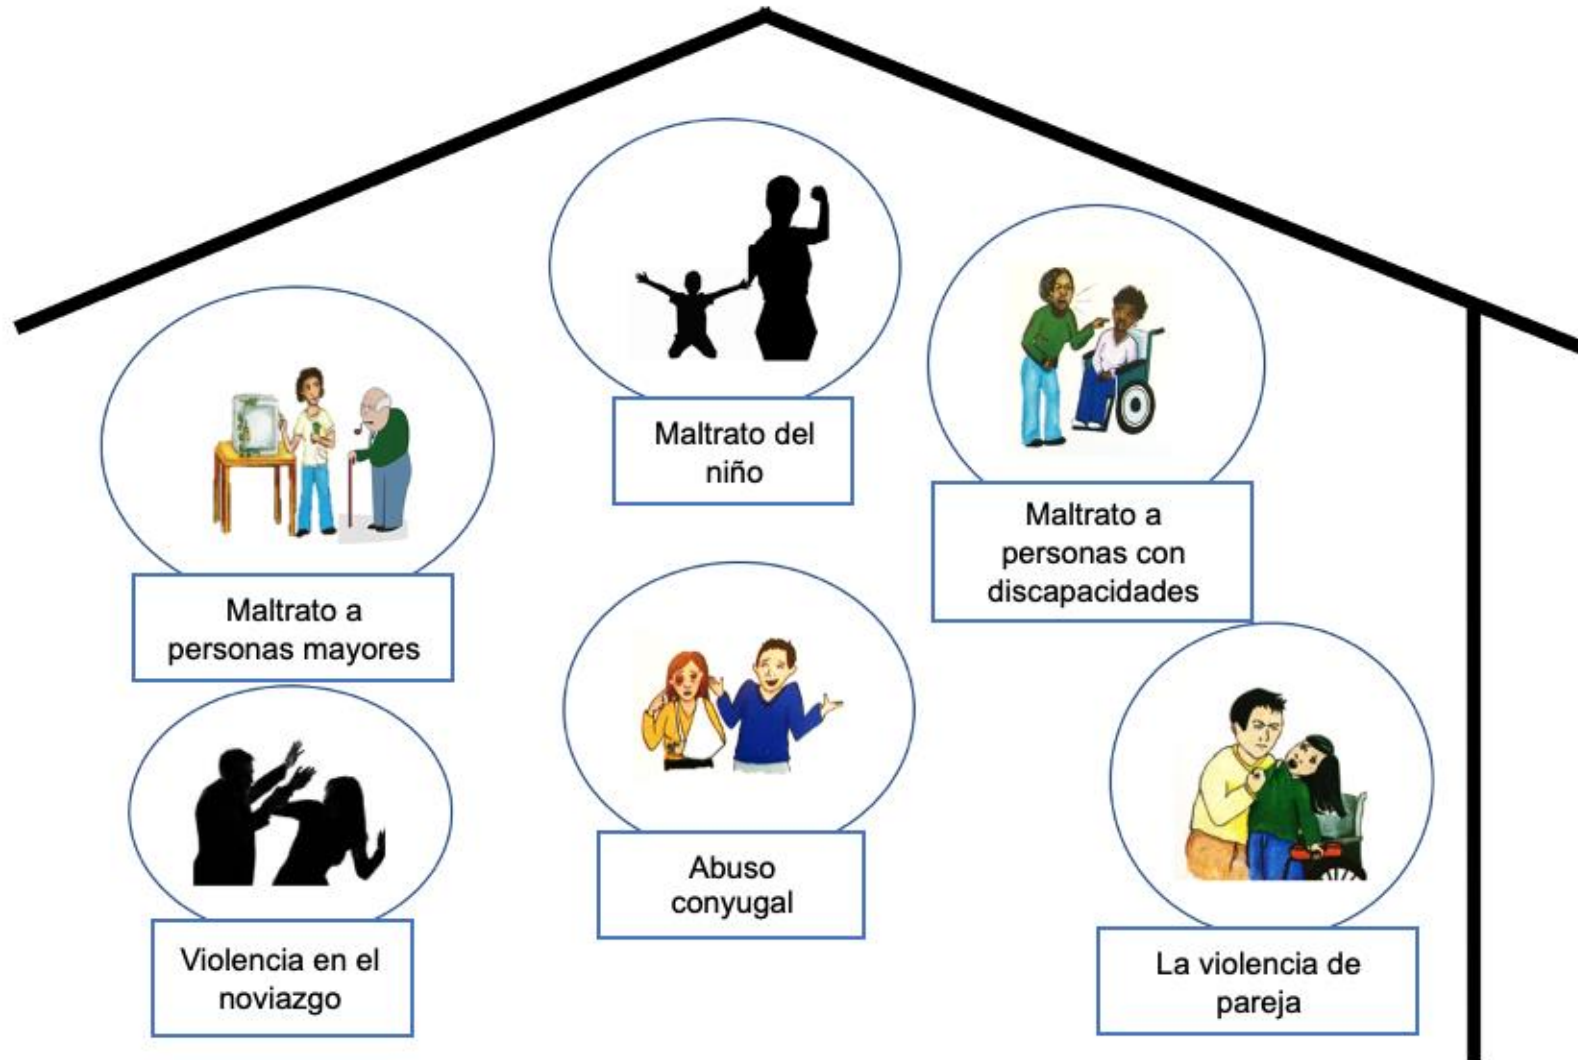 Maltrato del
niño
Maltrato a
personas con
discapacidades
Maltrato a
personas mayores
Abuso
conyugal
Violencia en el
noviazgo
La violencia de
pareja